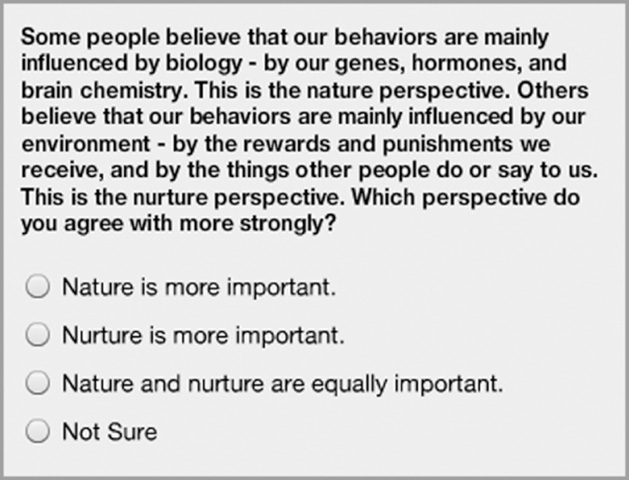 Some people believe that our behaviors are mainly
influenced by biology - by our genes, hormones, and
brain chemistry. This is the nature perspective. Others
believe that our behaviors are mainly influenced by our
environment - by the rewards and punishments we
receive, and by the things other people do or say to us.
This is the nurture perspective. Which perspective do
you agree with more strongly?
Nature is more important.
Nurture is more important.
Nature and nurture are equally important.
Not Sure